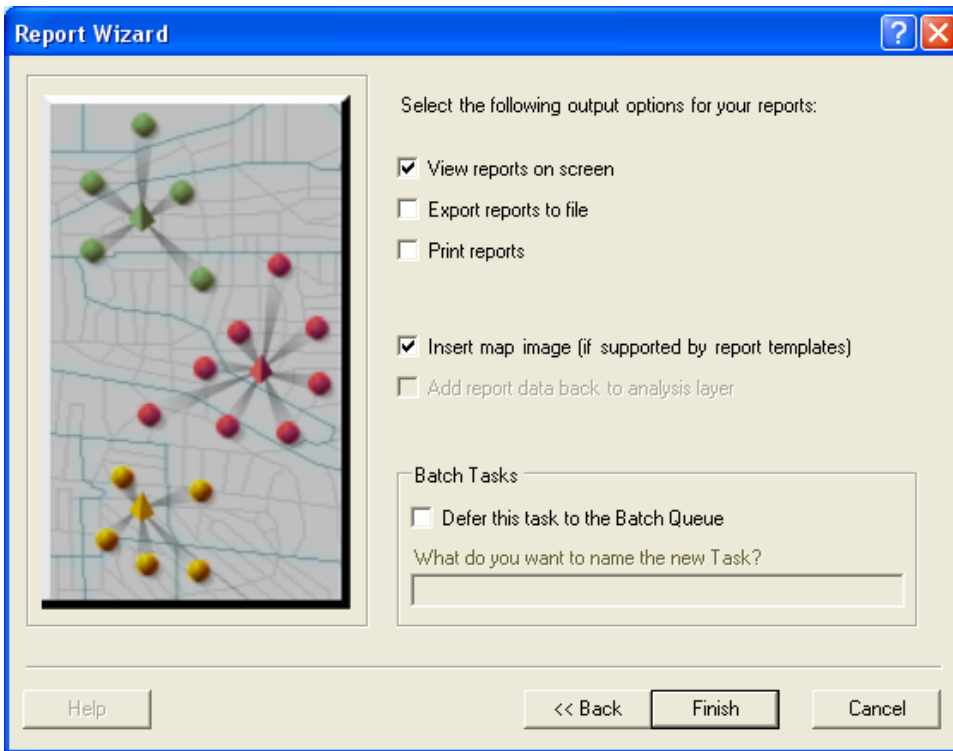 Report Wizard
?
Select the following output options for your reports:
View reports on screen
Export reports to file
Print reports
Insert map image (if supported by report templates)
Add report data back to analysis layer
Batch Tasks
Defer this task to the Batch Queue
What do you want to name the new Task?
Help
<< Back
Finish
Cancel